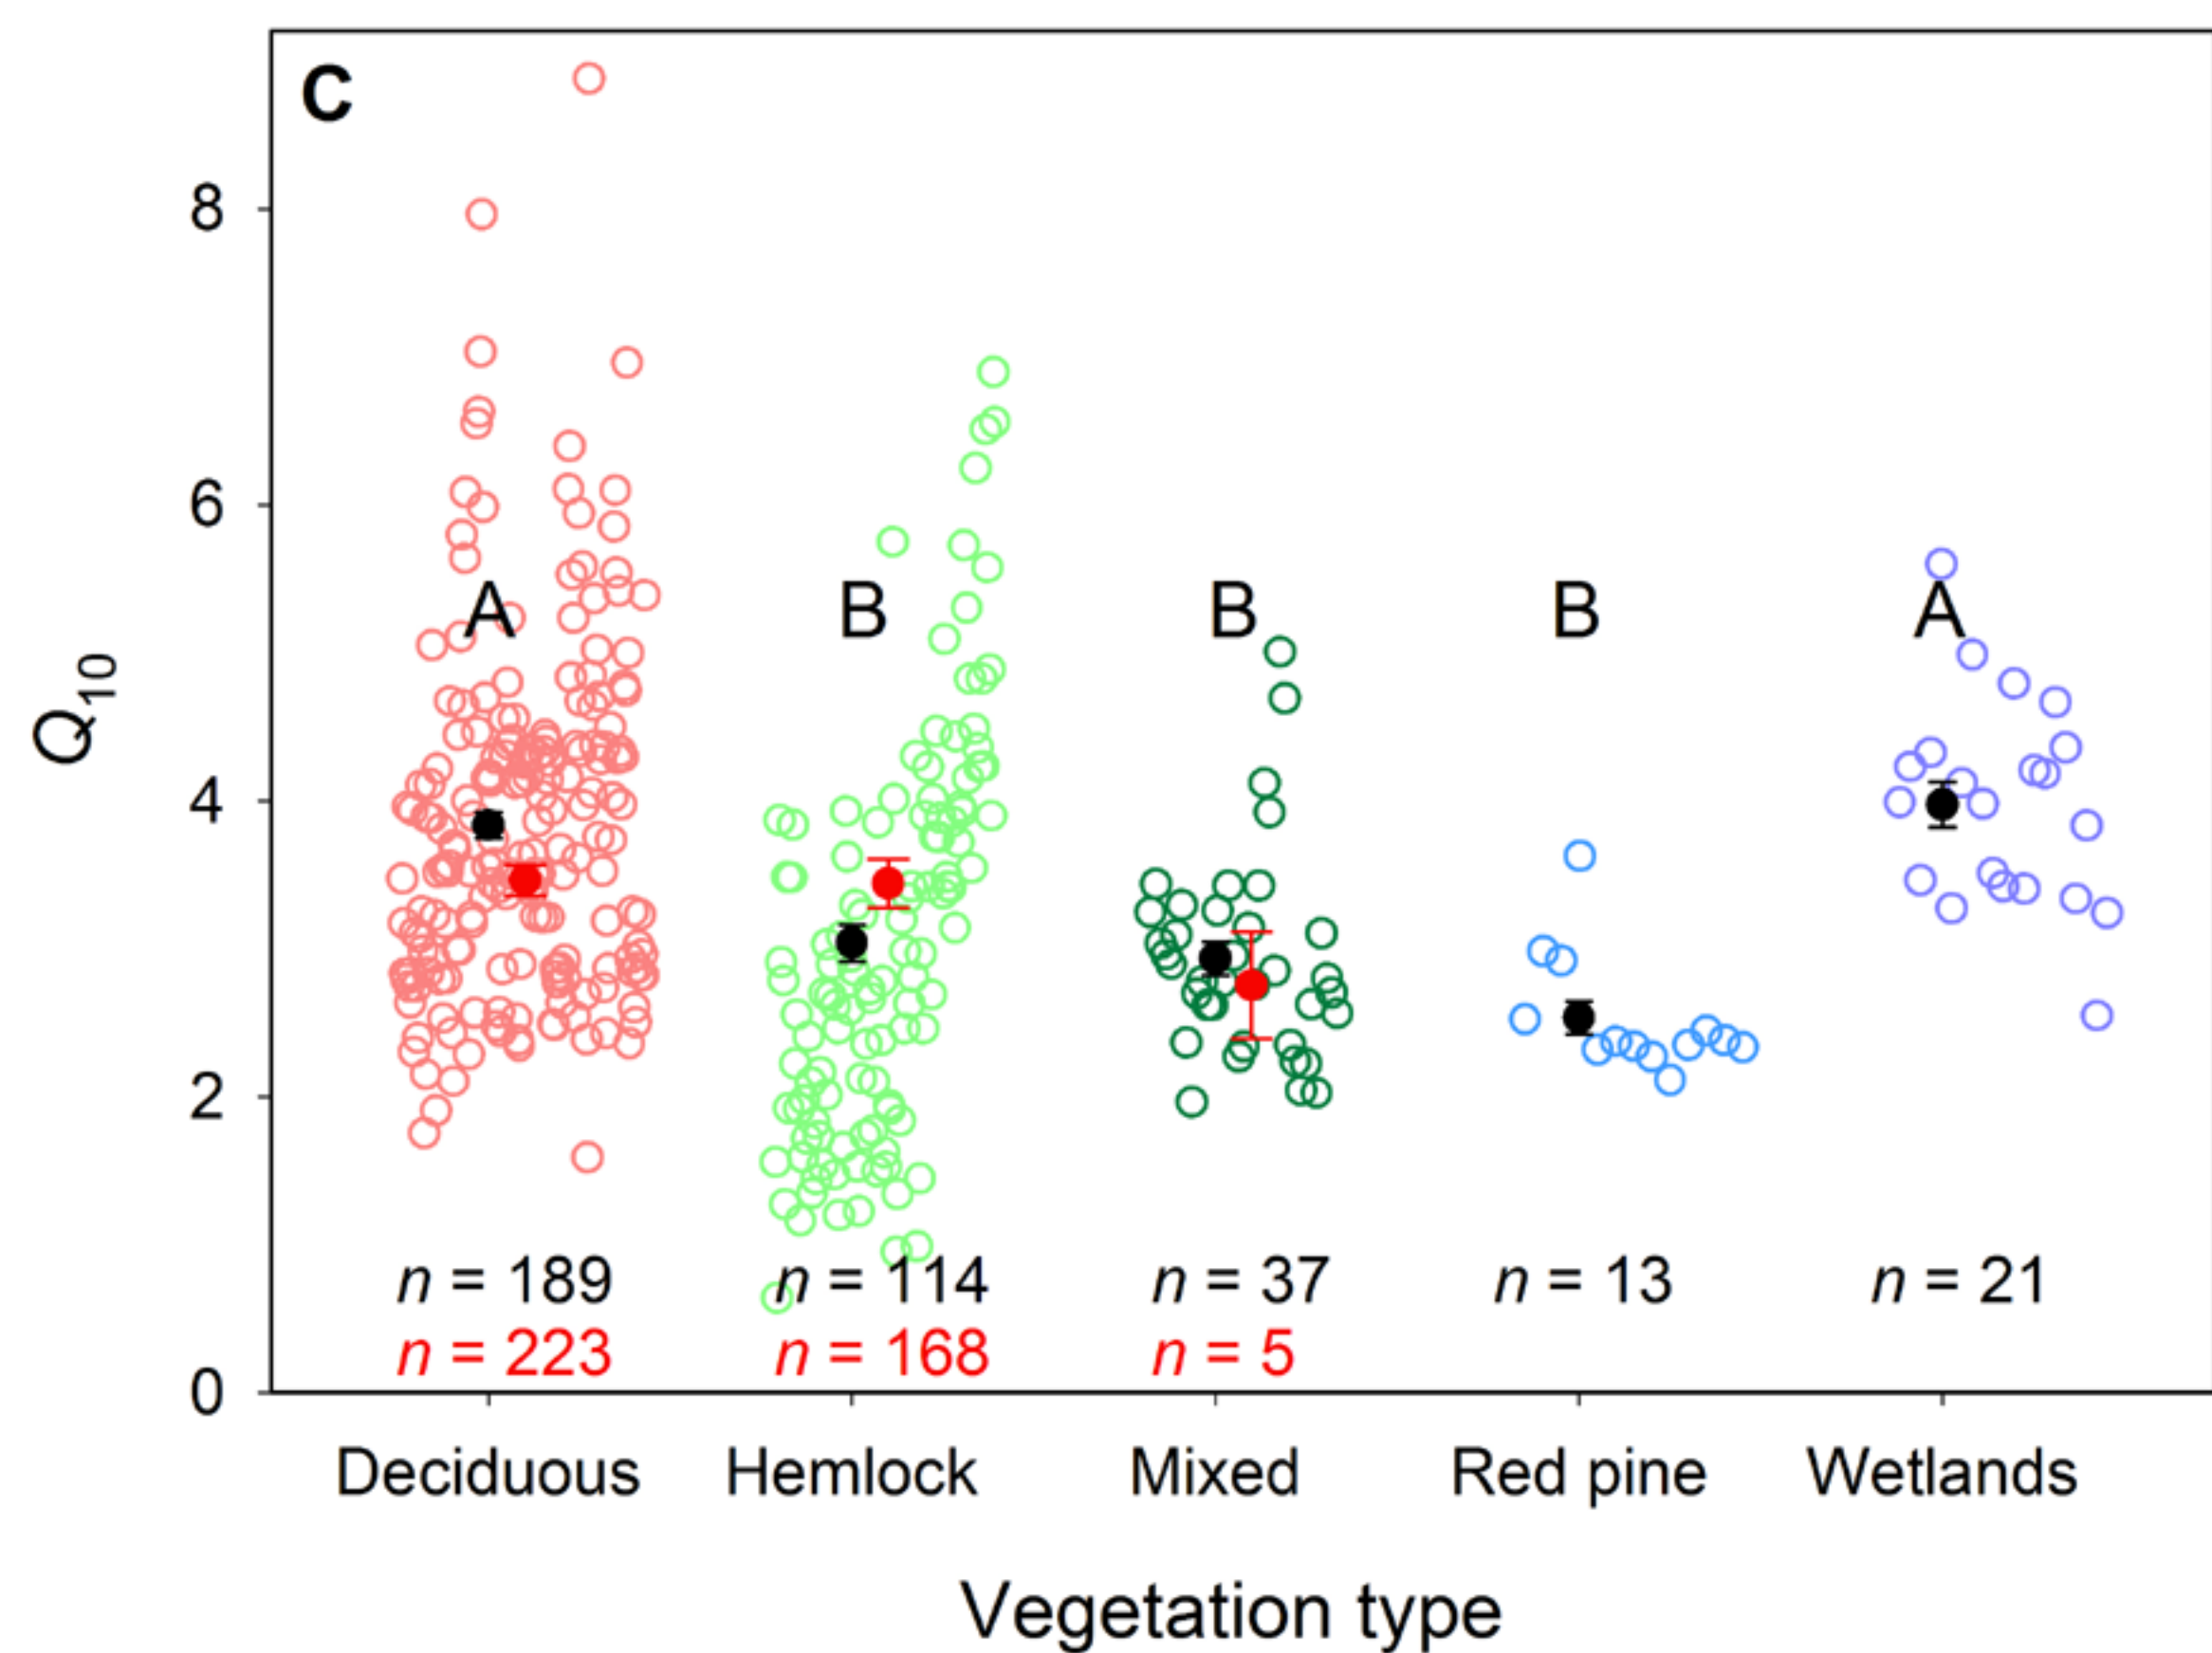 C
8
6
4
2
0
Q10
A B B B A
n = 189 n = 114 n = 37 n = 13 n = 21
n = 223 n = 168 n = 5
Deciduous Hemlock Mixed Red pine Wetlands
Vegetation type